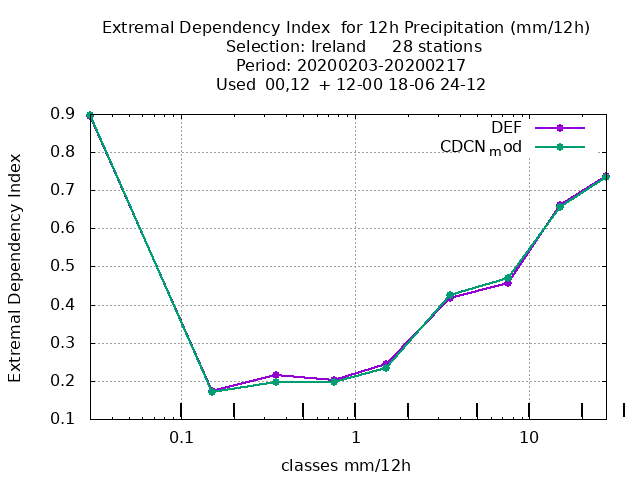 Extremal Dependency Index  for 12h Precipitation (mm/12h)
Selection: Ireland     28 stations
Period: 20200203-20200217
Used  00,12  + 12-00 18-06 24-12
DEF
CDCNmod
Extremal Dependency Index
0.9
0.8
0.7
0.6
0.5
0.4
0.3
0.2
0.1
0.1 1 10
classes mm/12h